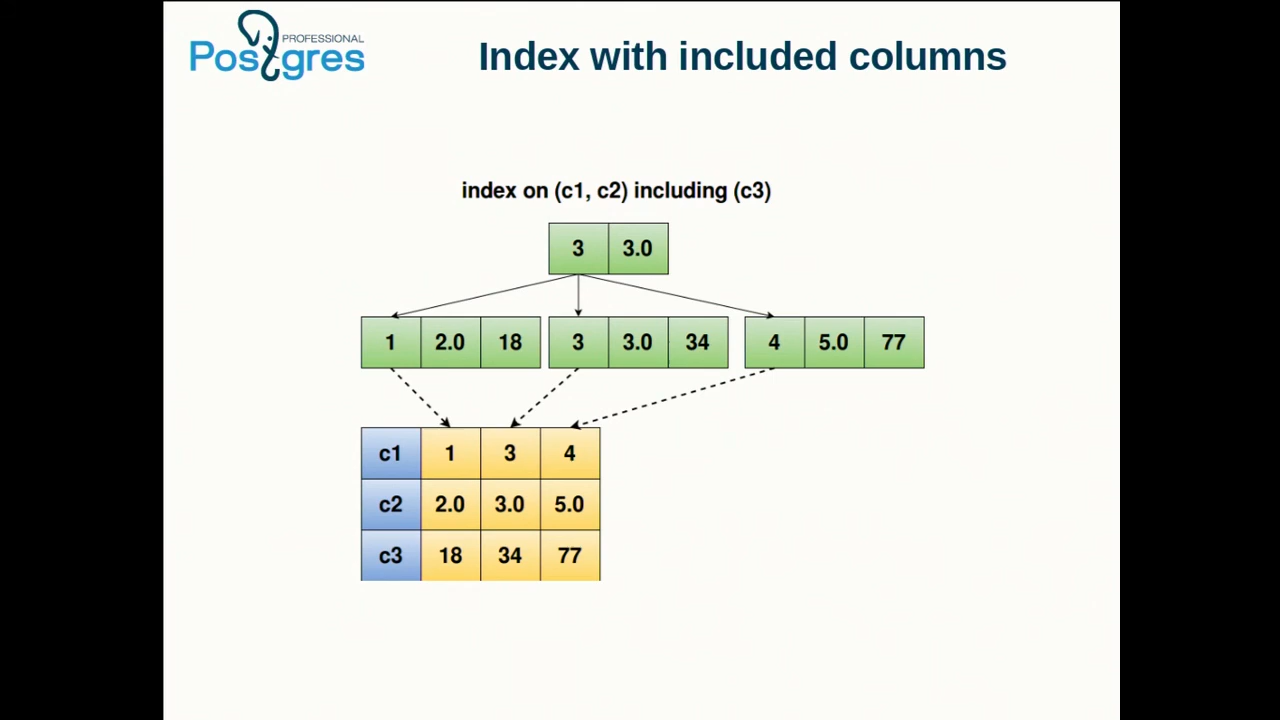 PROFESSIONAL
Postgres
Index with included columns
index on (c1, c2) including (c3)
3 3.0
1 2.0 18 3 3.0 34 4 5.0 77
c1 1 3 4
c2 2.0 3.0 5.0
c3 18 34 77